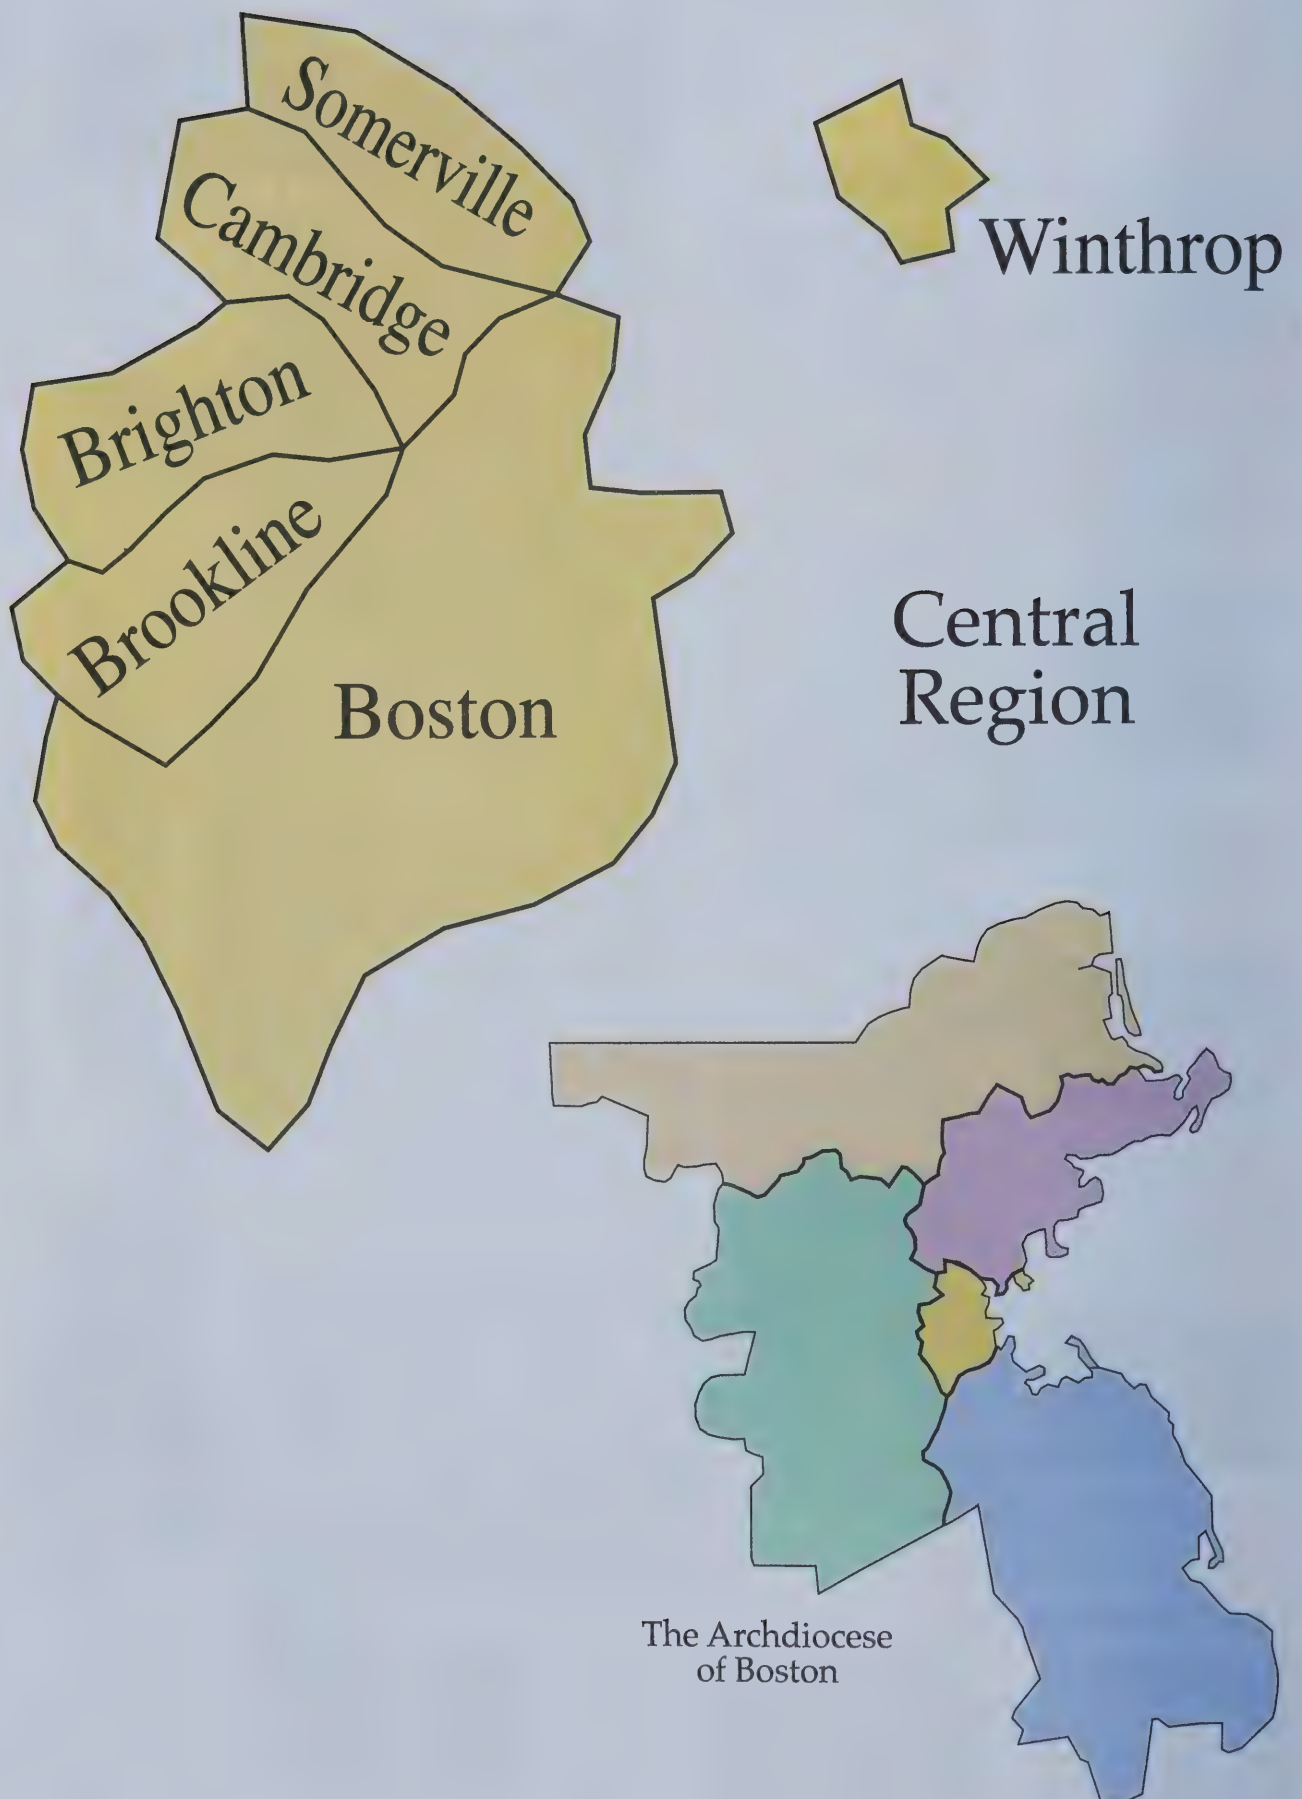 Somerville
Cambridge
Winthrop
Brighton
Brookline
Boston
Central
Region
The Archdiocese
of Boston